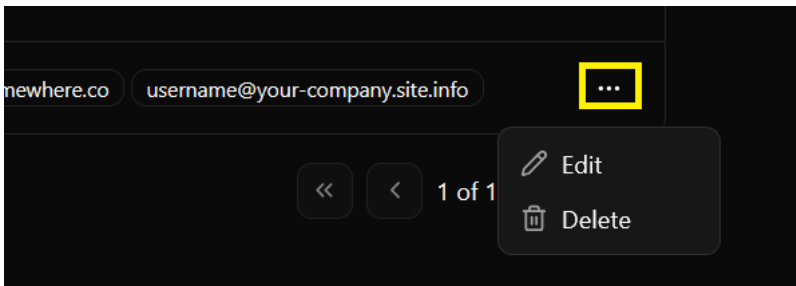 mewhere.co username@your-company.site.info ...
1 of 1
Edit
Delete